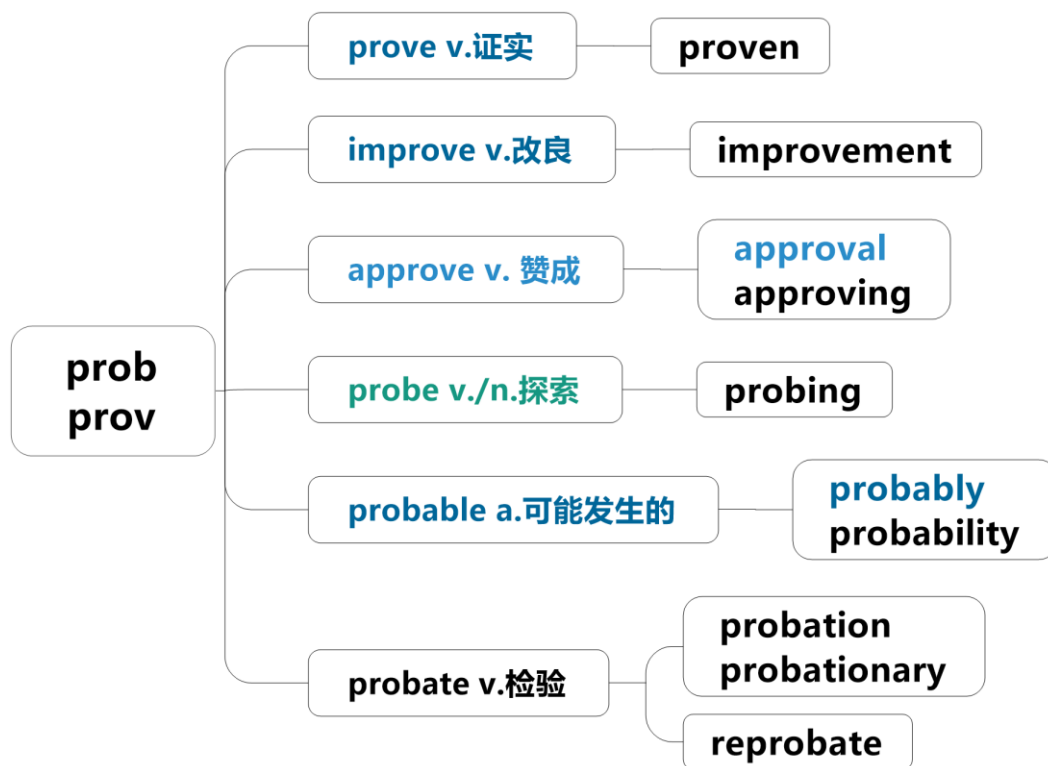 prob
prov
prove v.证实
proven
improve v.改良
improvement
approve v. 赞成
approval
approving
probe v./n.探索
probing
probable a.可能发生的
probably
probability
probate v.检验
probation
probationary
reprobate